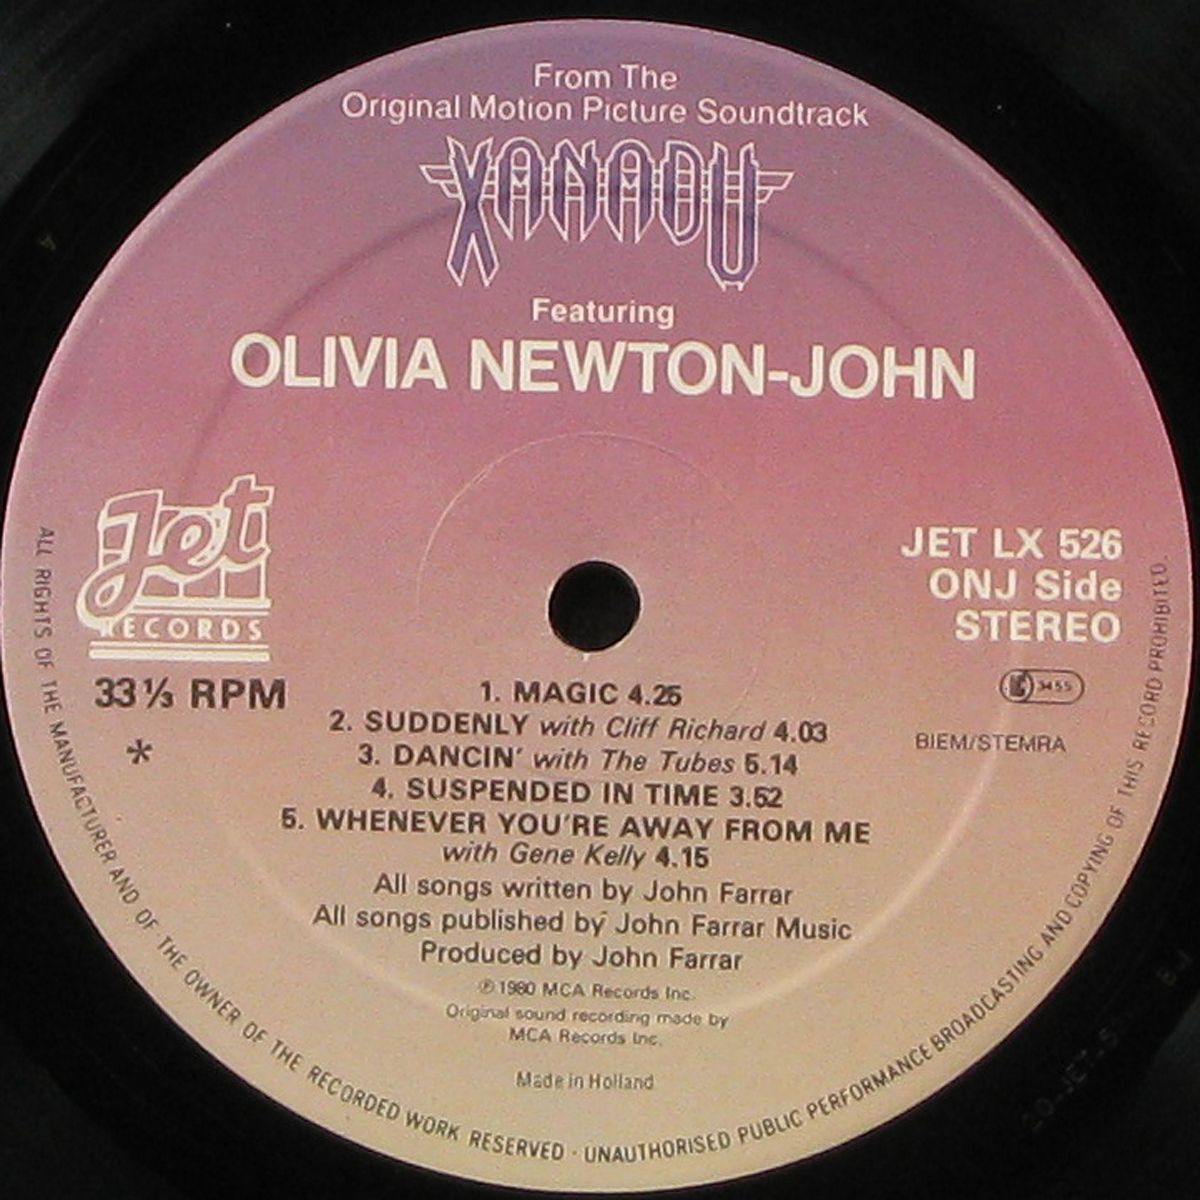 From The
Original Motion Picture Soundtrack
XANADU
Featuring
OLIVIA NEWTON-JOHN
Jet
RECORDS
33⅓ RPM
*
JET LX 526
ONJ Side
STEREO
3455
BIEM/STEMRA
1. MAGIC 4.25
2. SUDDENLY with Cliff Richard 4.03
3. DANCIN' with The Tubes 5.14
4. SUSPENDED IN TIME 3.52
5. WHENEVER YOU'RE AWAY FROM ME
with Gene Kelly 4.15
All songs written by John Farrar
All songs published by John Farrar Music
Produced by John Farrar
℗ 1980 MCA Records Inc.
Original sound recording made by
MCA Records Inc.
Made in Holland
ALL RIGHTS OF THE MANUFACTURER AND OF THE OWNER OF THE RECORDED WORK RESERVED · UNAUTHORISED PUBLIC PERFORMANCE BROADCASTING AND COPYING OF THIS RECORD PROHIBITED.